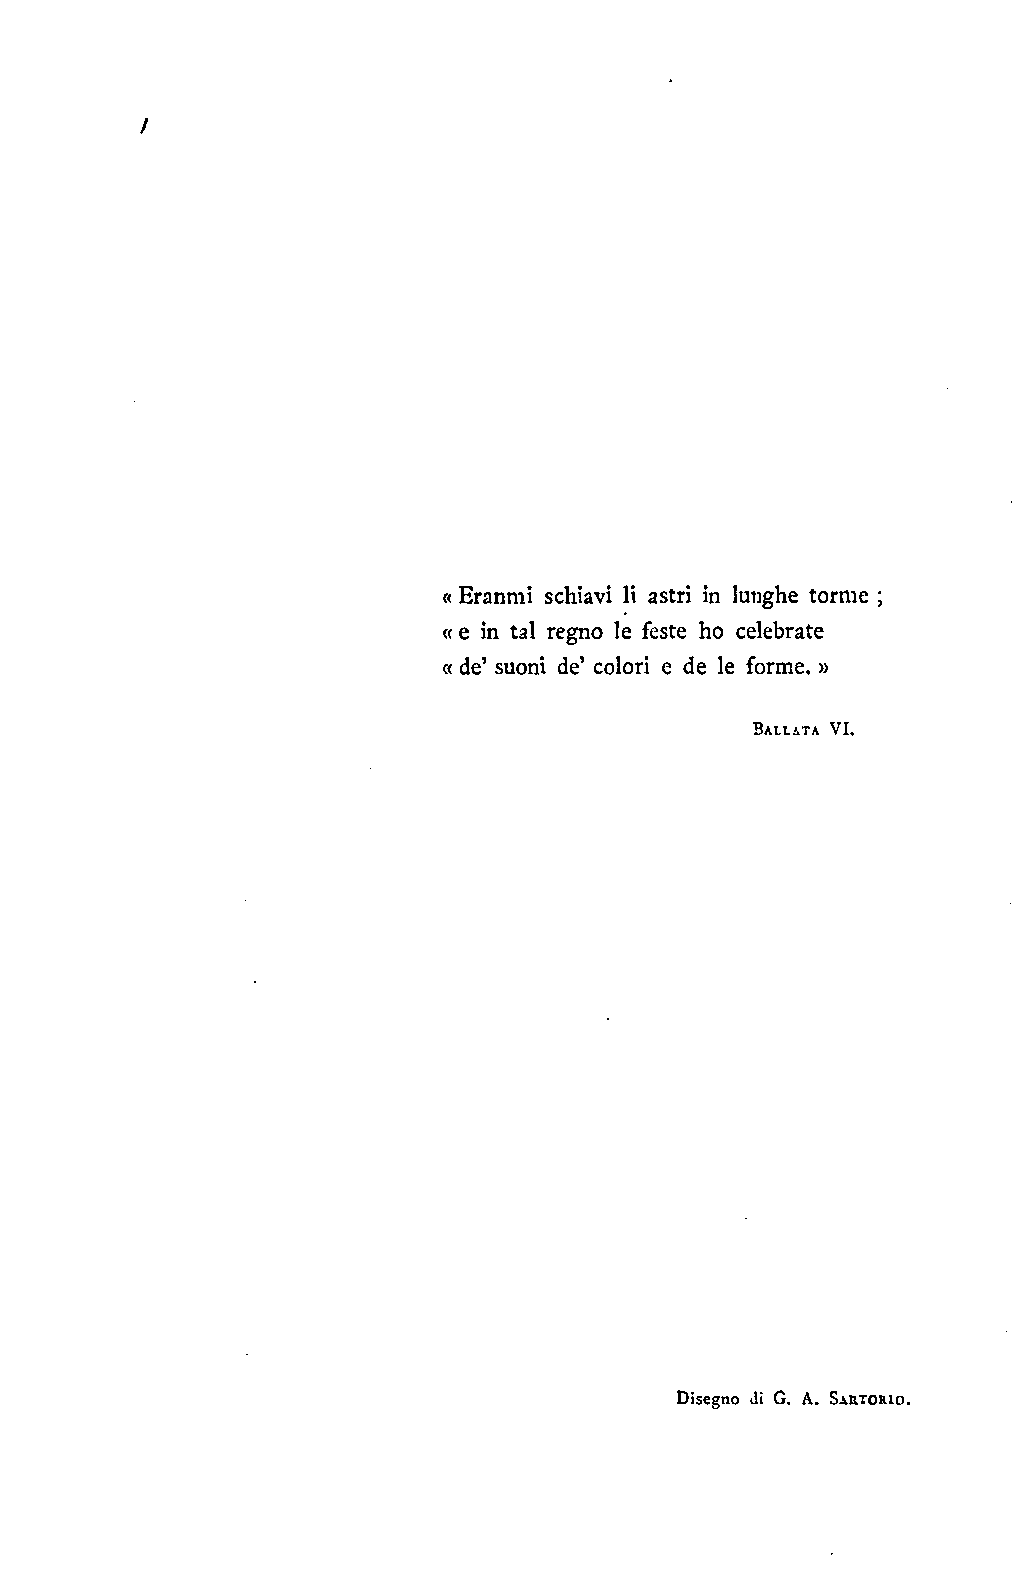 « Eranmi schiavi li astri in lunghe torme ;
« e in tal regno le feste ho celebrate
« de' suoni de' colori e de le forme. »
BALLATA VI.
Disegno di G. A. SARTORIO.